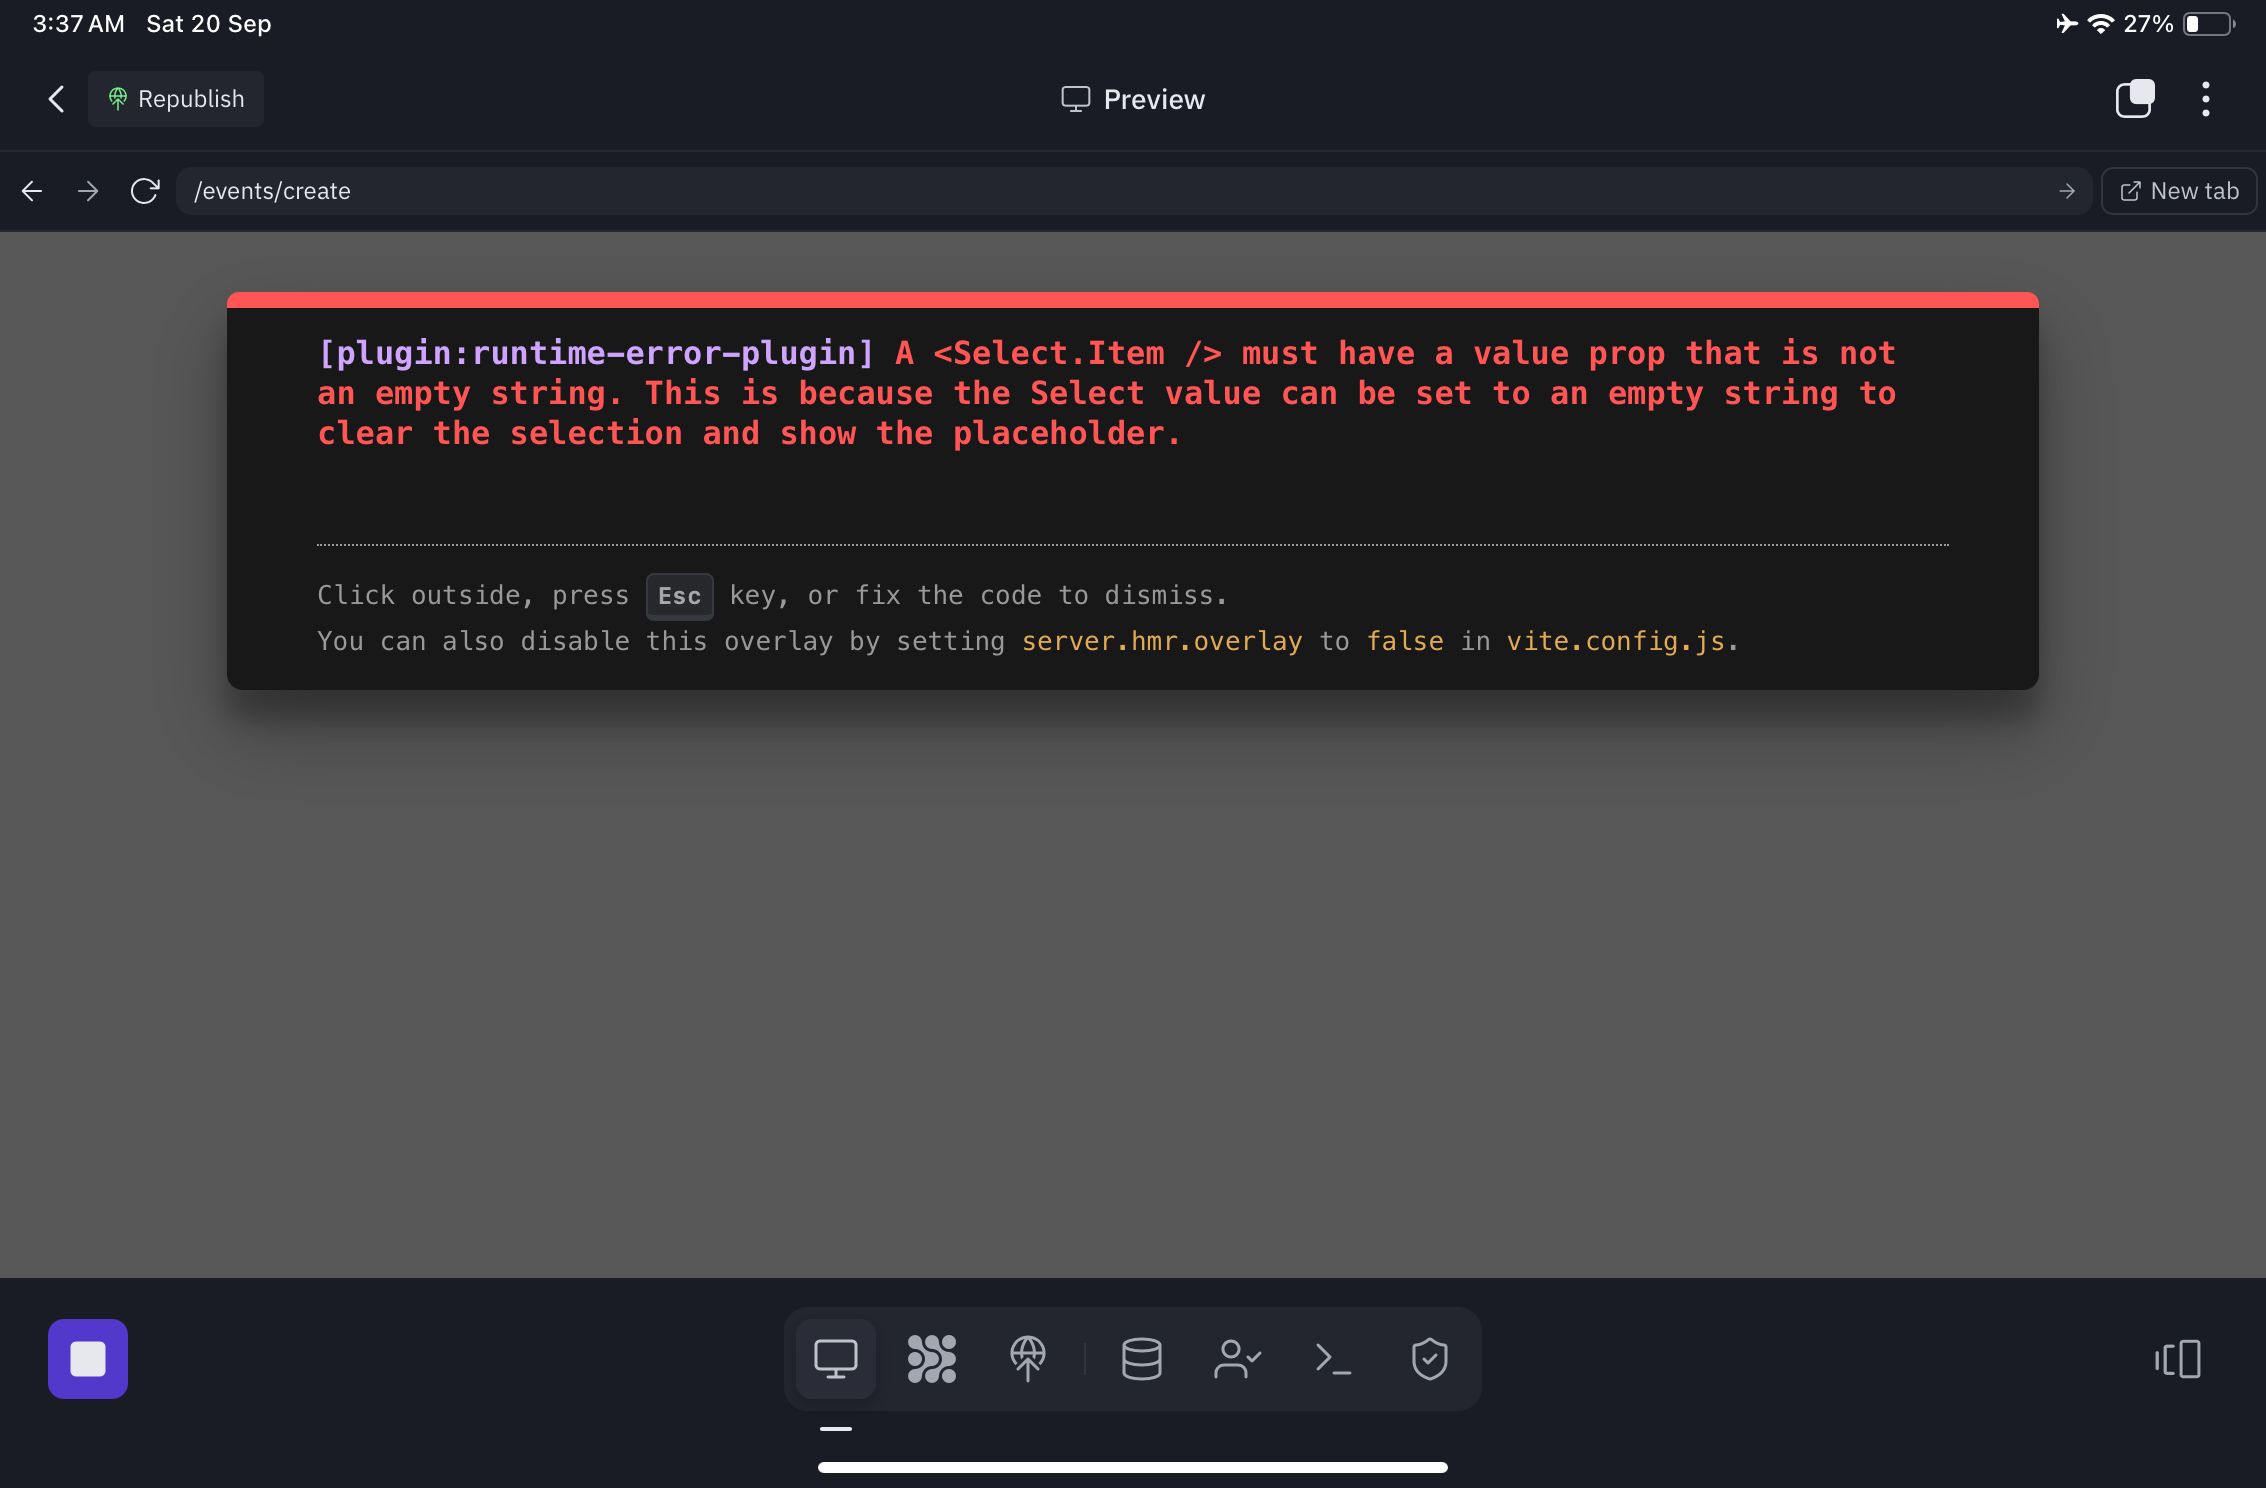 3:37 AM Sat 20 Sep
27%
Republish
Preview
/events/create
New tab
[plugin:runtime-error-plugin] A <Select.Item /> must have a value prop that is not
an empty string. This is because the Select value can be set to an empty string to
clear the selection and show the placeholder.
Click outside, press Esc key, or fix the code to dismiss.
You can also disable this overlay by setting server.hmr.overlay to false in vite.config.js.